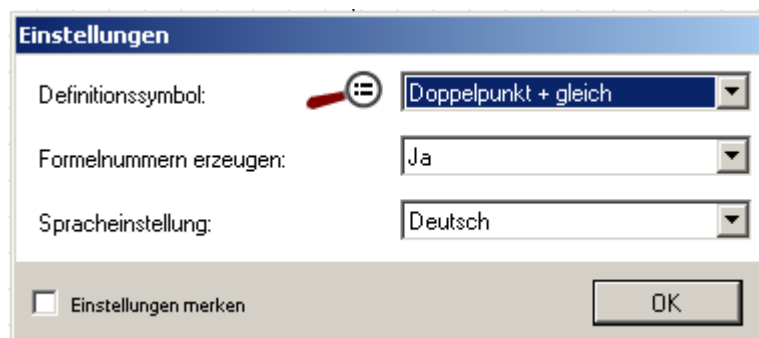 Einstellungen
Definitionssymbol: Doppelpunkt + gleich
Formelnummern erzeugen: Ja
Spracheinstellung: Deutsch
Einstellungen merken OK